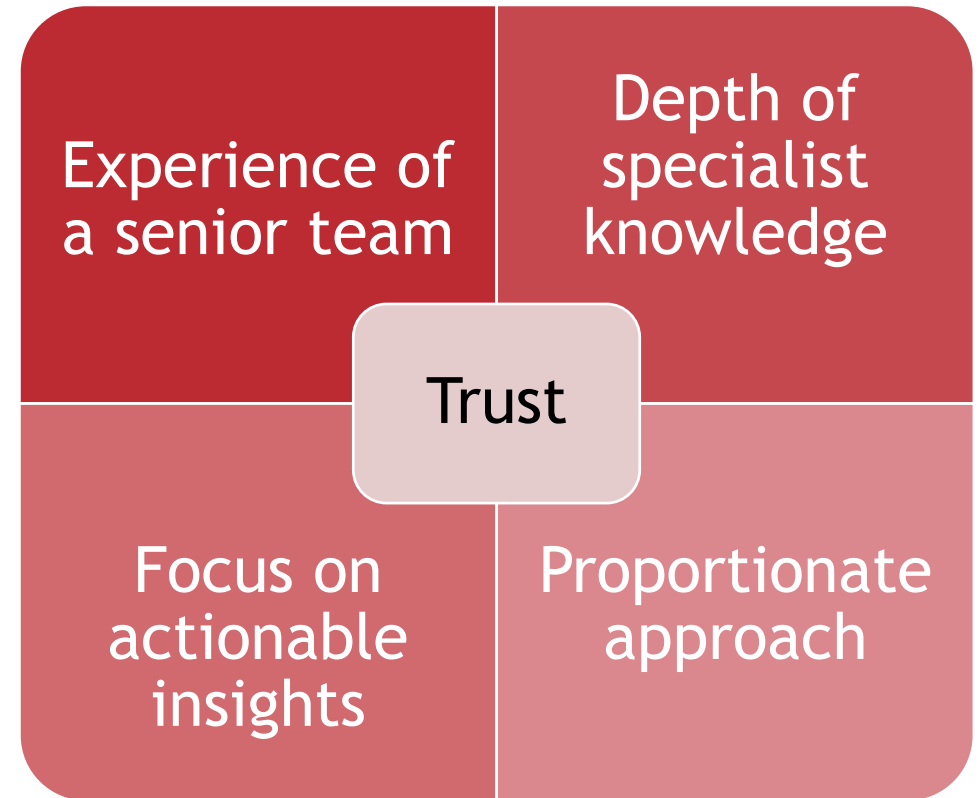 Experience of
a senior team
Depth of
specialist
knowledge
Trust
Focus on
actionable
insights
Proportionate
approach